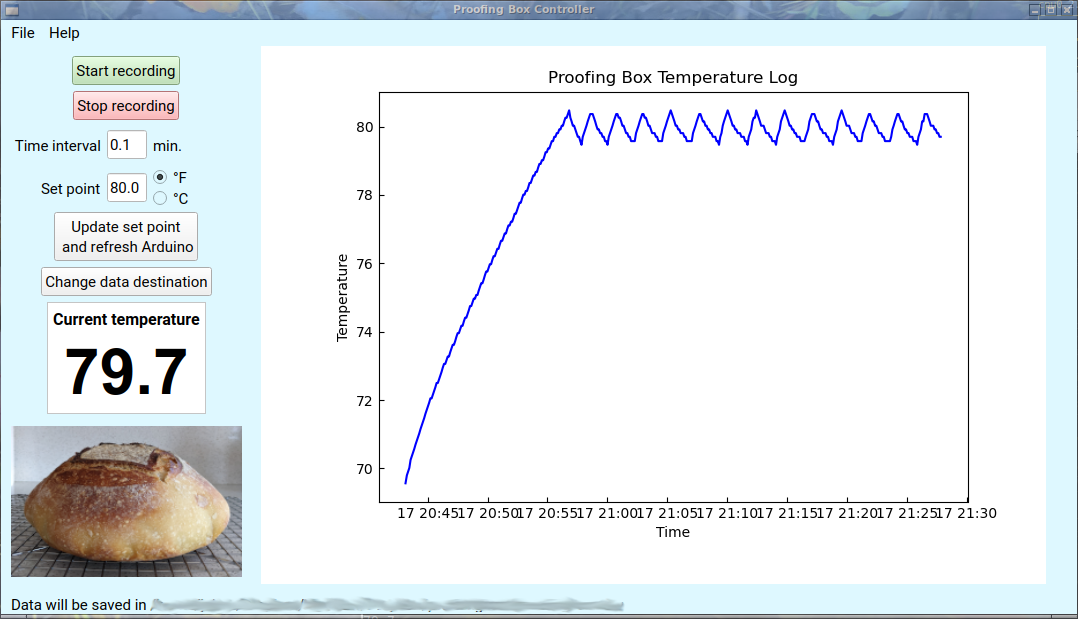 Proofing Box Controller
File Help
Start recording
Stop recording
Time interval 0.1 min.
Set point 80.0 °F
°C
Update set point
and refresh Arduino
Change data destination
Current temperature
79.7
Proofing Box Temperature Log
Temperature
80
78
76
74
72
70
17 20:45 17 20:50 17 20:55 17 21:00 17 21:05 17 21:10 17 21:15 17 21:20 17 21:25 17 21:30
Time
Data will be saved in